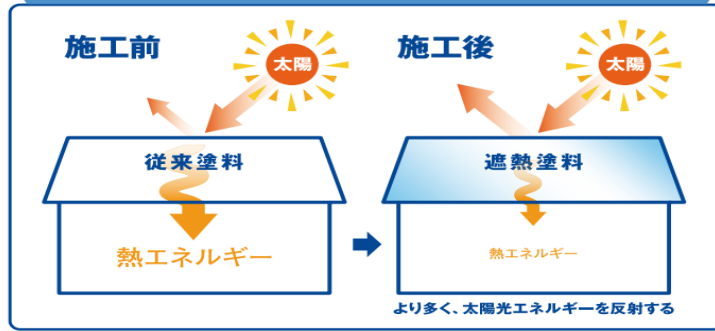 施工前
太陽
従来塗料
熱エネルギー
施工後
太陽
遮熱塗料
熱エネルギー
より多く、太陽光エネルギーを反射する